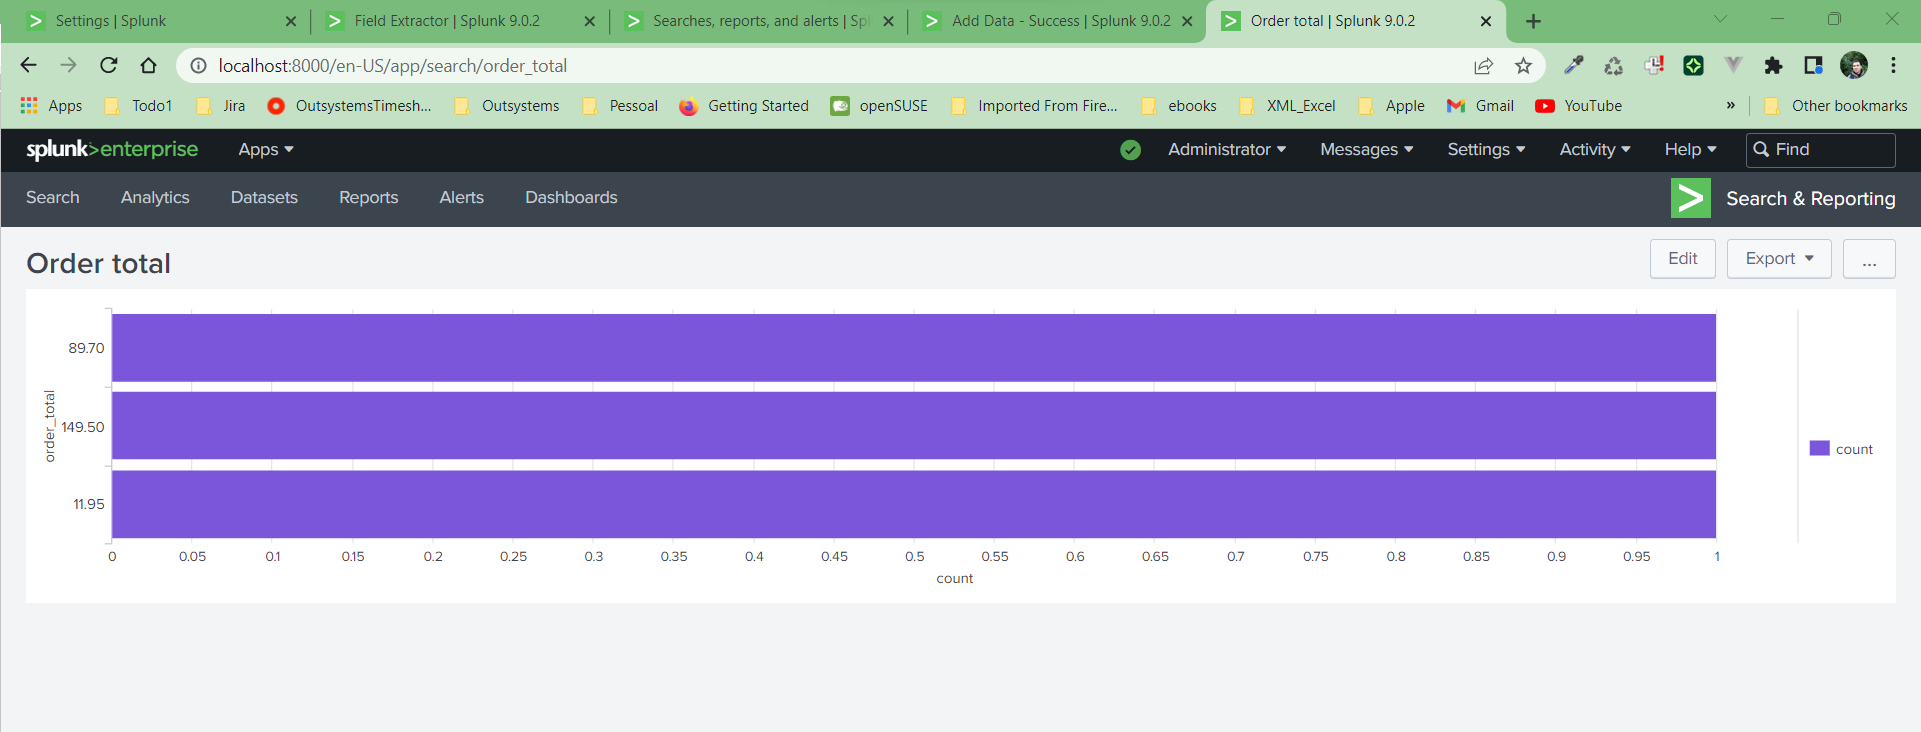 Settings | Splunk
Field Extractor | Splunk 9.0.2
Searches, reports, and alerts | Spl
Add Data - Success | Splunk 9.0.2
Order total | Splunk 9.0.2
localhost:8000/en-US/app/search/order_total
Apps Todo1 Jira OutsystemsTimesh... Outsystems Pessoal Getting Started openSUSE Imported From Fire... ebooks XML_Excel Apple Gmail YouTube » Other bookmarks
splunk>enterprise Apps Administrator Messages Settings Activity Help Find
Search Analytics Datasets Reports Alerts Dashboards Search & Reporting
Order total
Edit Export ...
order_total
89.70
149.50
11.95
0 0.05 0.1 0.15 0.2 0.25 0.3 0.35 0.4 0.45 0.5 0.55 0.6 0.65 0.7 0.75 0.8 0.85 0.9 0.95 1
count
count